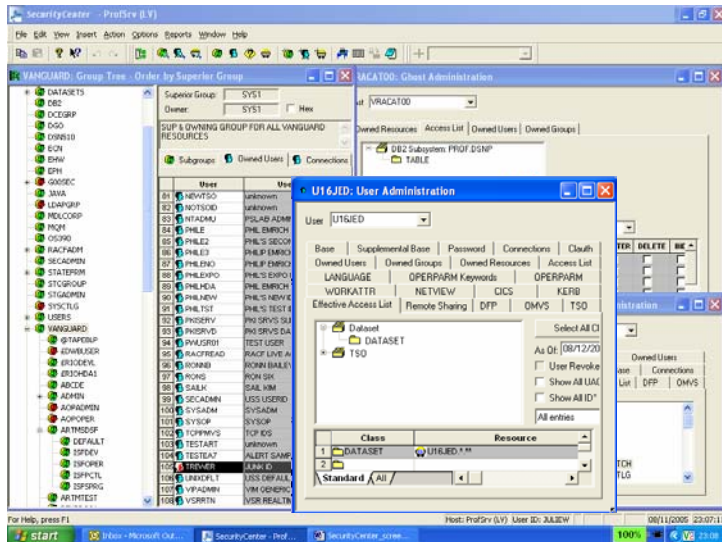 SecurityCenter - ProfSrv (LV)
File Edit View Insert Action Options Reports Window Help
VANGUARD: Group Tree - Order by Superior Group
DATASETS
DB2
DCEGRP
DGO
DSN510
ECN
EHW
EPH
G00SEC
JAVA
LDAPGRP
MDLCORP
MQM
OS390
RACFADM
SECADMIN
STATEPRM
STCGROUP
STGADMIN
SYSCTLG
USERS
VANGUARD
@TAPEBLP
ABCDE
ADMIN
AOPADMIN
AOPOPER
ARTMSDSF
DEFAULT
ISFDEV
ISFOPER
ISFPCTL
ISFSPRG
ARTMTEST
Superior Group: SYS1
Owner: SYS1 Hex
SUP & OWNING GROUP FOR ALL VANGUARD RESOURCES
Subgroups Owned Users Connections
User Use
81 NEWTSO unknown
82 NOTSOID unknown
83 NTADMU PSLAB ADMI
84 PHILE PHIL EMRICH
85 PHILE2 PHIL'S SECON
86 PHILE3 PHILIP EMRIC
87 PHILENO PHILIP EMRIC
88 PHILEXPO PHIL'S EXPO
89 PHILHDA PHIL EMRICH
90 PHILNEW PHIL'S NEW I
91 PHILTST PHIL'S TEST
92 PKISERV PKI SRVS SU
93 PKISRVD PKI SRVS DA
94 PWUSR01 TEST USER
95 RACFREAD RACF LIVE
96 RONNB RONN BAILEY
97 RONS RON SIX
98 SAILK SAIL KIM
99 SECADMN USS USERID
100 SYSADM SYSADM
101 SYSOP SYSOP
102 TCPIPMVS TCP IDS
103 TESTART unknown
104 TESTEA7 ALERT SAMP
105 TREWER JUNK ID
106 UNIXDFLT USS DEFAUL
107 VIPADMIN VIM GENERIC
108 VSRRTN VSR REALTI
VRACAT00: Ghost Administration
VRACAT00
Owned Resources Access List Owned Users Owned Groups
DB2 Subsystem: PROF.DSNP
TABLE
TER DELETE
U16JED: User Administration
User U16JED
Base Supplemental Base Password Connections Clauth
Owned Users Owned Groups Owned Resources Access List
LANGUAGE OPERPARM Keywords OPERPARM
WORKATTR NETVIEW CICS KERB
Effective Access List Remote Sharing DFP OMVS TSO
Dataset
DATASET
TSO
Select All Cl
As Of: 08/12/20
User Revoke
Show All UAC
Show All ID*
All entries
Class Resource
1 DATASET U16JED.*.**
2
Standard All
nistration
Owned Users
ase Connections
List DFP OMVS
TCH
TLG
For Help, press F1
Host: ProfSrv (LV) User ID: JULIEW
08/11/2005 23:07:1
start
Inbox - Microsoft Out...
SecurityCenter - Prof...
SecurityCenter_scree...
100%
23:08